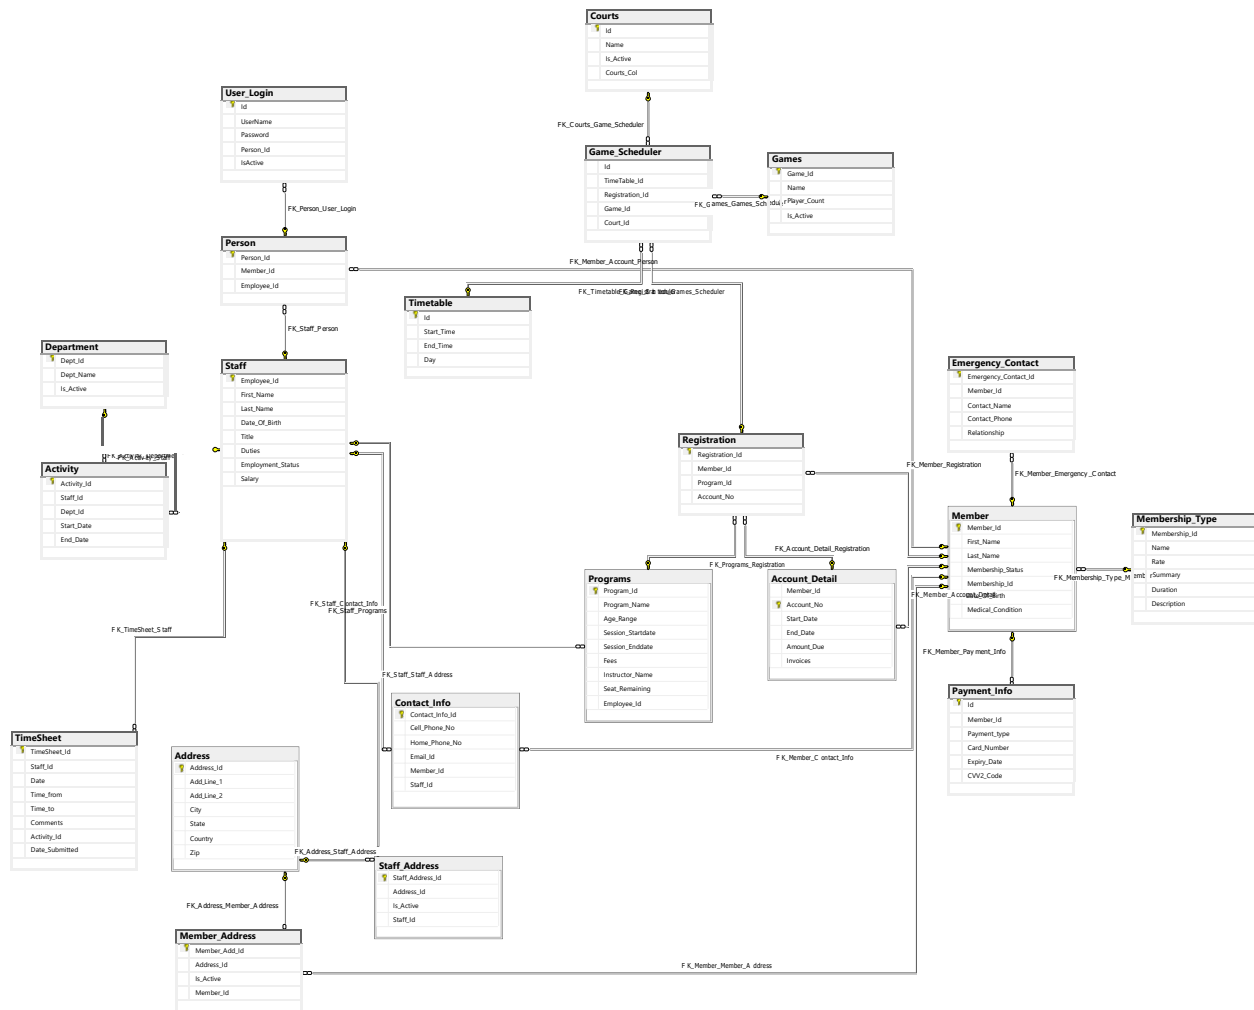 Courts
Id
Name
Is_Active
Courts_Col
FK_Courts_Game_Scheduler
User_Login
Id
UserName
Password
Person_Id
IsActive
FK_Person_User_Login
Game_Scheduler
Id
TimeTable_Id
Registration_Id
Game_Id
Court_Id
Games
Game_Id
Name
Player_Count
Is_Active
Person
Person_Id
Member_Id
Employee_Id
FK_Member_Account_Person
FK_Staff_Person
Timetable
Id
Start_Time
End_Time
Day
Department
Dept_Id
Dept_Name
Is_Active
Staff
Employee_Id
First_Name
Last_Name
Date_Of_Birth
Title
Duties
Employment_Status
Salary
Emergency_Contact
Emergency_Contact_Id
Member_Id
Contact_Name
Contact_Phone
Relationship
FK_Member_Emergency_Contact
Activity
Activity_Id
Staff_Id
Dept_Id
Start_Date
End_Date
Registration
Registration_Id
Member_Id
Program_Id
Account_No
FK_Member_Registration
Member
Member_Id
First_Name
Last_Name
Membership_Status
Membership_Id
Medical_Condition
Membership_Type
Membership_Id
Name
Rate
Summary
Duration
Description
FK_Account_Detail_Registration
FK_Programs_Registration
Programs
Program_Id
Program_Name
Age_Range
Session_Startdate
Session_Enddate
Fees
Instructor_Name
Seat_Remaining
Employee_Id
Account_Detail
Member_Id
Account_No
Start_Date
End_Date
Amount_Due
Invoices
FK_Staff_Contact_Info
FK_Staff_Programs
FK_TimeSheet_Staff
FK_Staff_Staff_Address
FK_Member_Payment_Info
Payment_Info
Id
Member_Id
Payment_type
Card_Number
Expiry_Date
CVV2_Code
Contact_Info
Contact_Info_Id
Cell_Phone_No
Home_Phone_No
Email_Id
Member_Id
Staff_Id
FK_Member_Contact_Info
TimeSheet
TimeSheet_Id
Staff_Id
Date
Time_from
Time_to
Comments
Activity_Id
Date_Submitted
Address
Address_Id
Add_Line_1
Add_Line_2
City
State
Country
Zip
FK_Address_Staff_Address
Staff_Address
Staff_Address_Id
Address_Id
Is_Active
Staff_Id
FK_Address_Member_Address
Member_Address
Member_Add_Id
Address_Id
Is_Active
Member_Id
FK_Member_Member_Address